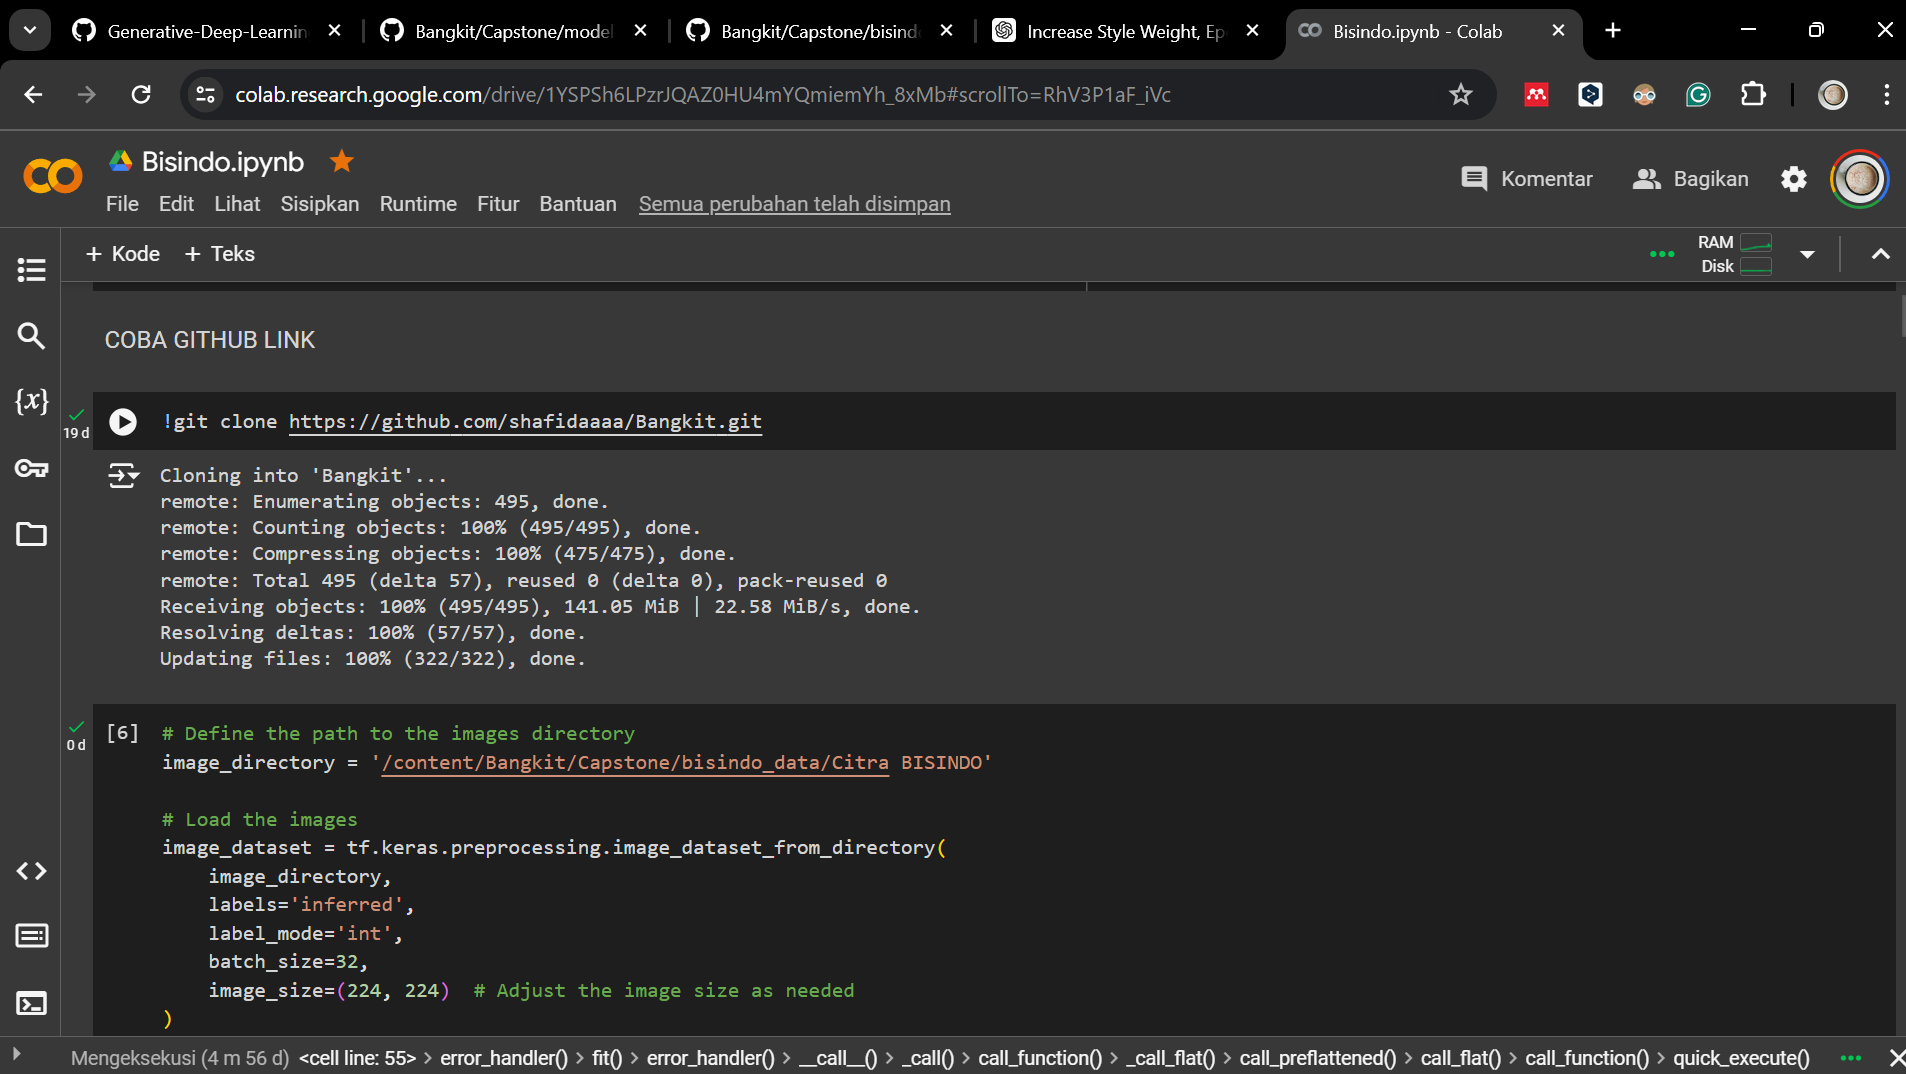 Generative-Deep-Learnin
Bangkit/Capstone/model
Bangkit/Capstone/bisindo
Increase Style Weight, Ep
Bisindo.ipynb - Colab
colab.research.google.com/drive/1YSPSh6LPzrJQAZ0HU4mYQmiemYh_8xMb#scrollTo=RhV3P1aF_iVc
Bisindo.ipynb
Komentar
Bagikan
File Edit Lihat Sisipkan Runtime Fitur Bantuan Semua perubahan telah disimpan
+ Kode + Teks
RAM
Disk
COBA GITHUB LINK
{x}
19 d
!git clone https://github.com/shafidaaaa/Bangkit.git
Cloning into 'Bangkit'...
remote: Enumerating objects: 495, done.
remote: Counting objects: 100% (495/495), done.
remote: Compressing objects: 100% (475/475), done.
remote: Total 495 (delta 57), reused 0 (delta 0), pack-reused 0
Receiving objects: 100% (495/495), 141.05 MiB | 22.58 MiB/s, done.
Resolving deltas: 100% (57/57), done.
Updating files: 100% (322/322), done.
0 d
[6] # Define the path to the images directory
image_directory = '/content/Bangkit/Capstone/bisindo_data/Citra BISINDO'
# Load the images
image_dataset = tf.keras.preprocessing.image_dataset_from_directory(
image_directory,
labels='inferred',
label_mode='int',
batch_size=32,
image_size=(224, 224)  # Adjust the image size as needed
)
Mengeksekusi (4 m 56 d) <cell line: 55> > error_handler() > fit() > error_handler() > __call__() > _call() > call_function() > _call_flat() > call_preflattened() > call_flat() > call_function() > quick_execute()